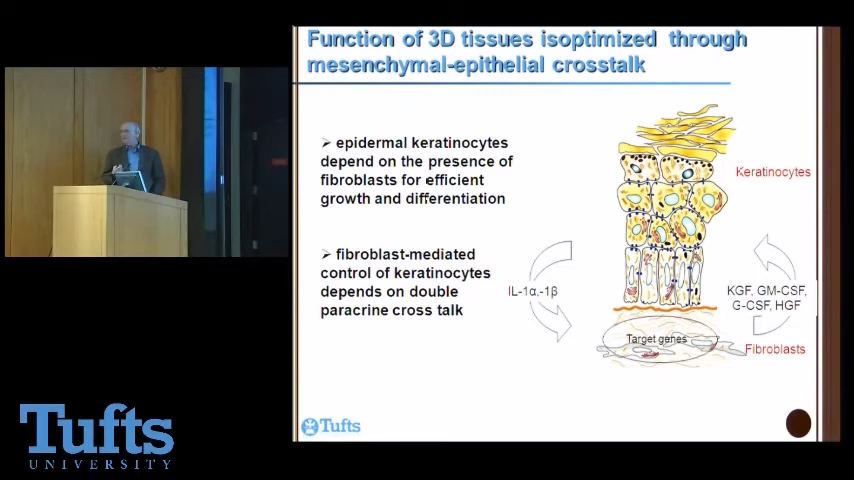 Function of 3D tissues isoptimized through
mesenchymal-epithelial crosstalk
➢ epidermal keratinocytes
depend on the presence of
fibroblasts for efficient
growth and differentiation
➢ fibroblast-mediated
control of keratinocytes
depends on double
paracrine cross talk
Keratinocytes
IL-1α,-1β
KGF, GM-CSF,
G-CSF, HGF
Target genes
Fibroblasts
Tufts
Tufts
UNIVERSITY